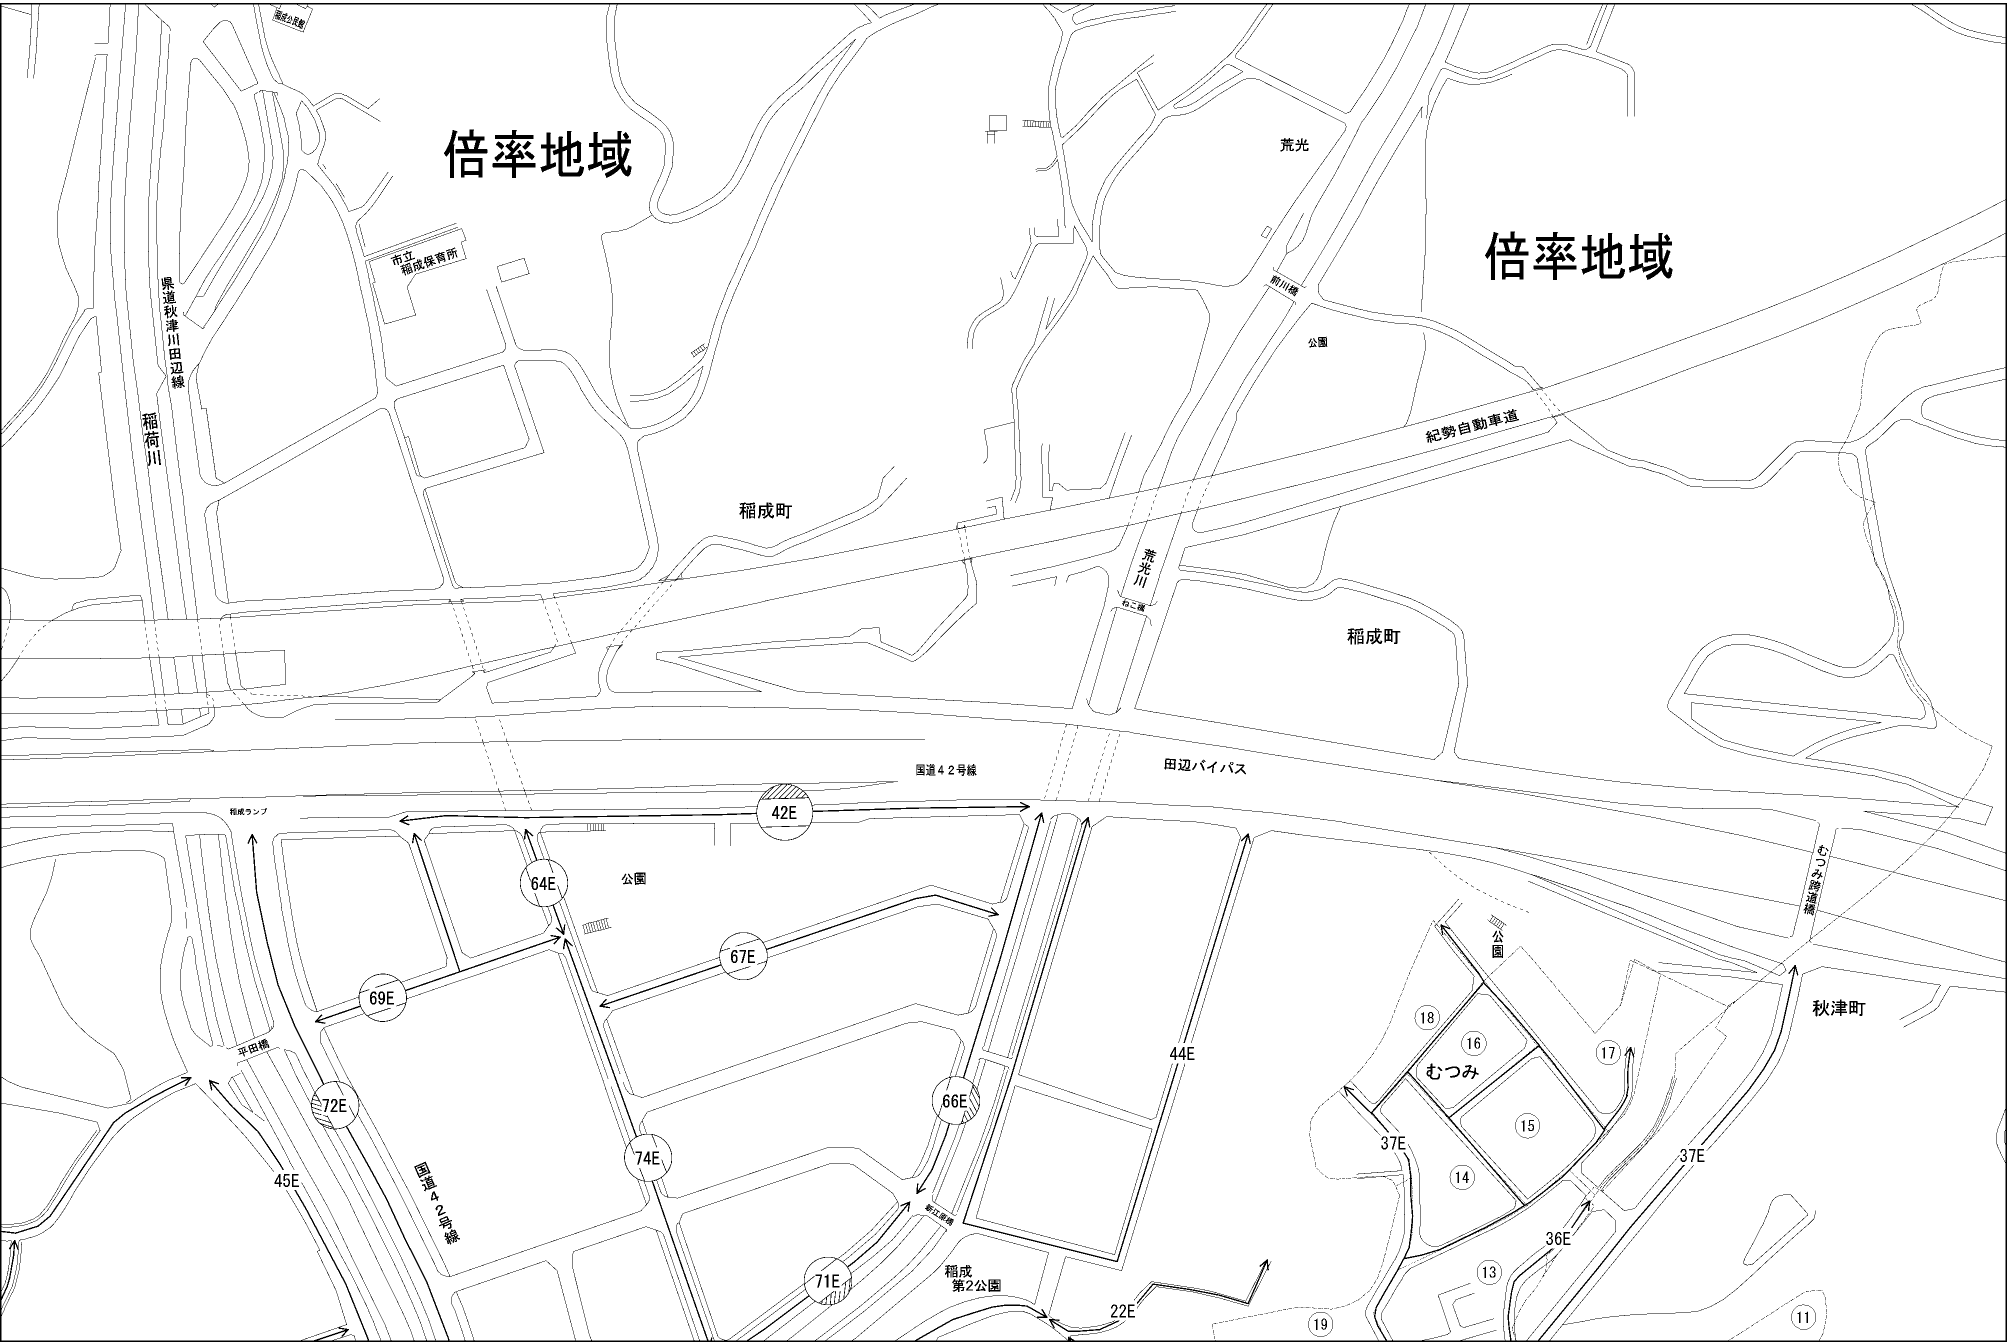 稲成公民館
倍率地域
荒光
倍率地域
市立
稲成保育所
県道秋津川田辺線
前川橋
公園
稲荷川
紀勢自動車道
稲成町
荒光川
ねこ橋
稲成町
国道42号線
田辺バイパス
稲成ランプ
42E
むつみ跨道橋
64E
公園
公園
67E
69E
秋津町
18
16
17
平田橋
44E
むつみ
72E
66E
15
37E
74E
37E
国道42号線
45E
14
新江原橋
36E
稲成
第2公園
71E
13
22E
19
11